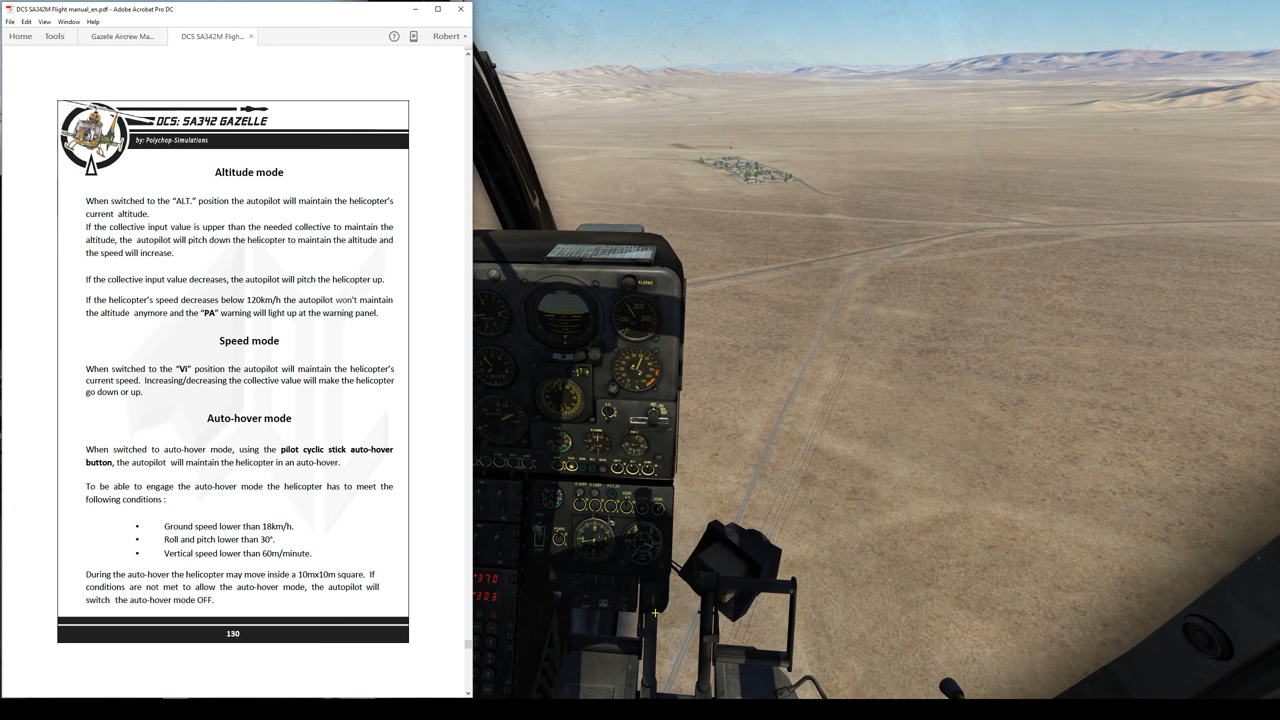 DCS SA342M Flight manual_en.pdf - Adobe Acrobat Pro DC
File Edit View Window Help
Home Tools Gazelle Aircrew Ma... DCS SA342M Fligh... × Robert
DCS: SA342 GAZELLE
by: Polychop-Simulations
Altitude mode
When switched to the “ALT.” position the autopilot will maintain the helicopter’s
current altitude.
If the collective input value is upper than the needed collective to maintain the
altitude, the autopilot will pitch down the helicopter to maintain the altitude and
the speed will increase.
If the collective input value decreases, the autopilot will pitch the helicopter up.
If the helicopter’s speed decreases below 120km/h the autopilot won't maintain
the altitude anymore and the “PA” warning will light up at the warning panel.
Speed mode
When switched to the “Vi” position the autopilot will maintain the helicopter’s
current speed. Increasing/decreasing the collective value will make the helicopter
go down or up.
Auto-hover mode
When switched to auto-hover mode, using the pilot cyclic stick auto-hover
button, the autopilot will maintain the helicopter in an auto-hover.
To be able to engage the auto-hover mode the helicopter has to meet the
following conditions :
• Ground speed lower than 18km/h.
• Roll and pitch lower than 30°.
• Vertical speed lower than 60m/minute.
During the auto-hover the helicopter may move inside a 10mx10m square. If
conditions are not met to allow the auto-hover mode, the autopilot will
switch the auto-hover mode OFF.
130
ALARME
370
30.3